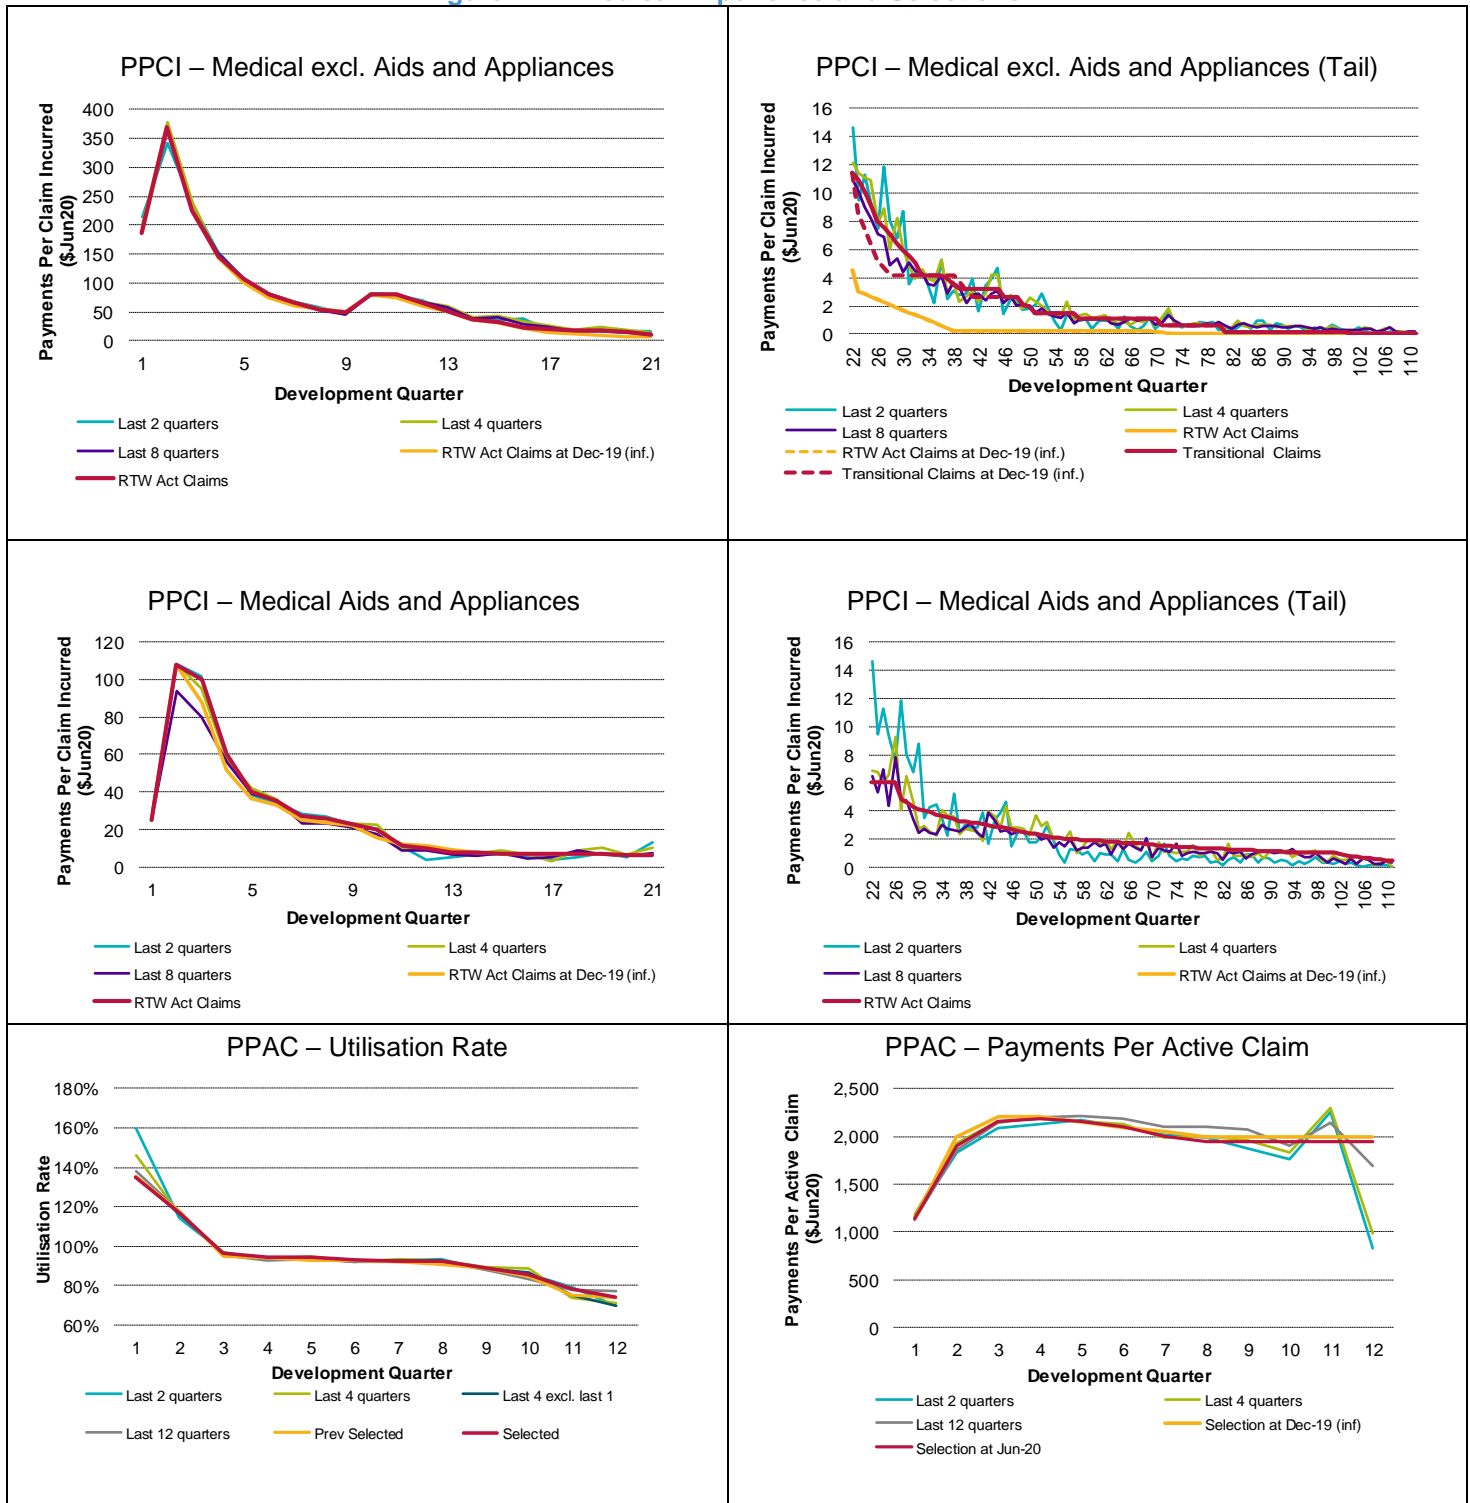 PPCI – Medical excl. Aids and Appliances
Payments Per Claim Incurred
($Jun20)
400
350
300
250
200
150
100
50
0
1 5 9 13 17 21
Development Quarter
Last 2 quarters Last 4 quarters
Last 8 quarters RTW Act Claims at Dec-19 (inf.)
RTW Act Claims
PPCI – Medical excl. Aids and Appliances (Tail)
Payments Per Claim Incurred
($Jun20)
16
14
12
10
8
6
4
2
0
22 26 30 34 38 42 46 50 54 58 62 66 70 74 78 82 86 90 94 98 102 106 110
Development Quarter
Last 2 quarters Last 4 quarters
Last 8 quarters RTW Act Claims
RTW Act Claims at Dec-19 (inf.) Transitional Claims
Transitional Claims at Dec-19 (inf.)
PPCI – Medical Aids and Appliances
Payments Per Claim Incurred
($Jun20)
120
100
80
60
40
20
0
1 5 9 13 17 21
Development Quarter
Last 2 quarters Last 4 quarters
Last 8 quarters RTW Act Claims at Dec-19 (inf.)
RTW Act Claims
PPCI – Medical Aids and Appliances (Tail)
Payments Per Claim Incurred
($Jun20)
16
14
12
10
8
6
4
2
0
22 26 30 34 38 42 46 50 54 58 62 66 70 74 78 82 86 90 94 98 102 106 110
Development Quarter
Last 2 quarters Last 4 quarters
Last 8 quarters RTW Act Claims at Dec-19 (inf.)
RTW Act Claims
PPAC – Utilisation Rate
Utilisation Rate
180%
160%
140%
120%
100%
80%
60%
1 2 3 4 5 6 7 8 9 10 11 12
Development Quarter
Last 2 quarters Last 4 quarters Last 4 excl. last 1
Last 12 quarters Prev Selected Selected
PPAC – Payments Per Active Claim
Payments Per Active Claim
($Jun20)
2,500
2,000
1,500
1,000
500
0
1 2 3 4 5 6 7 8 9 10 11 12
Development Quarter
Last 2 quarters Last 4 quarters
Last 12 quarters Selection at Dec-19 (inf)
Selection at Jun-20